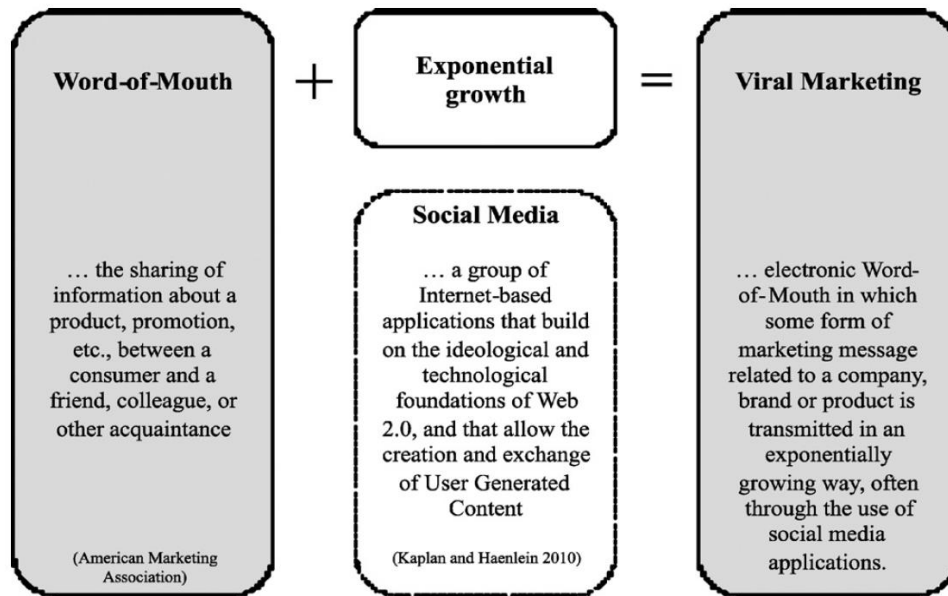 Word-of-Mouth
+
Exponential
growth
=
Viral Marketing
… the sharing of
information about a
product, promotion,
etc., between a
consumer and a
friend, colleague, or
other acquaintance
(American Marketing
Association)
Social Media
… a group of
Internet-based
applications that build
on the ideological and
technological
foundations of Web
2.0, and that allow the
creation and exchange
of User Generated
Content
(Kaplan and Haenlein 2010)
… electronic Word-
of-Mouth in which
some form of
marketing message
related to a company,
brand or product is
transmitted in an
exponentially
growing way, often
through the use of
social media
applications.